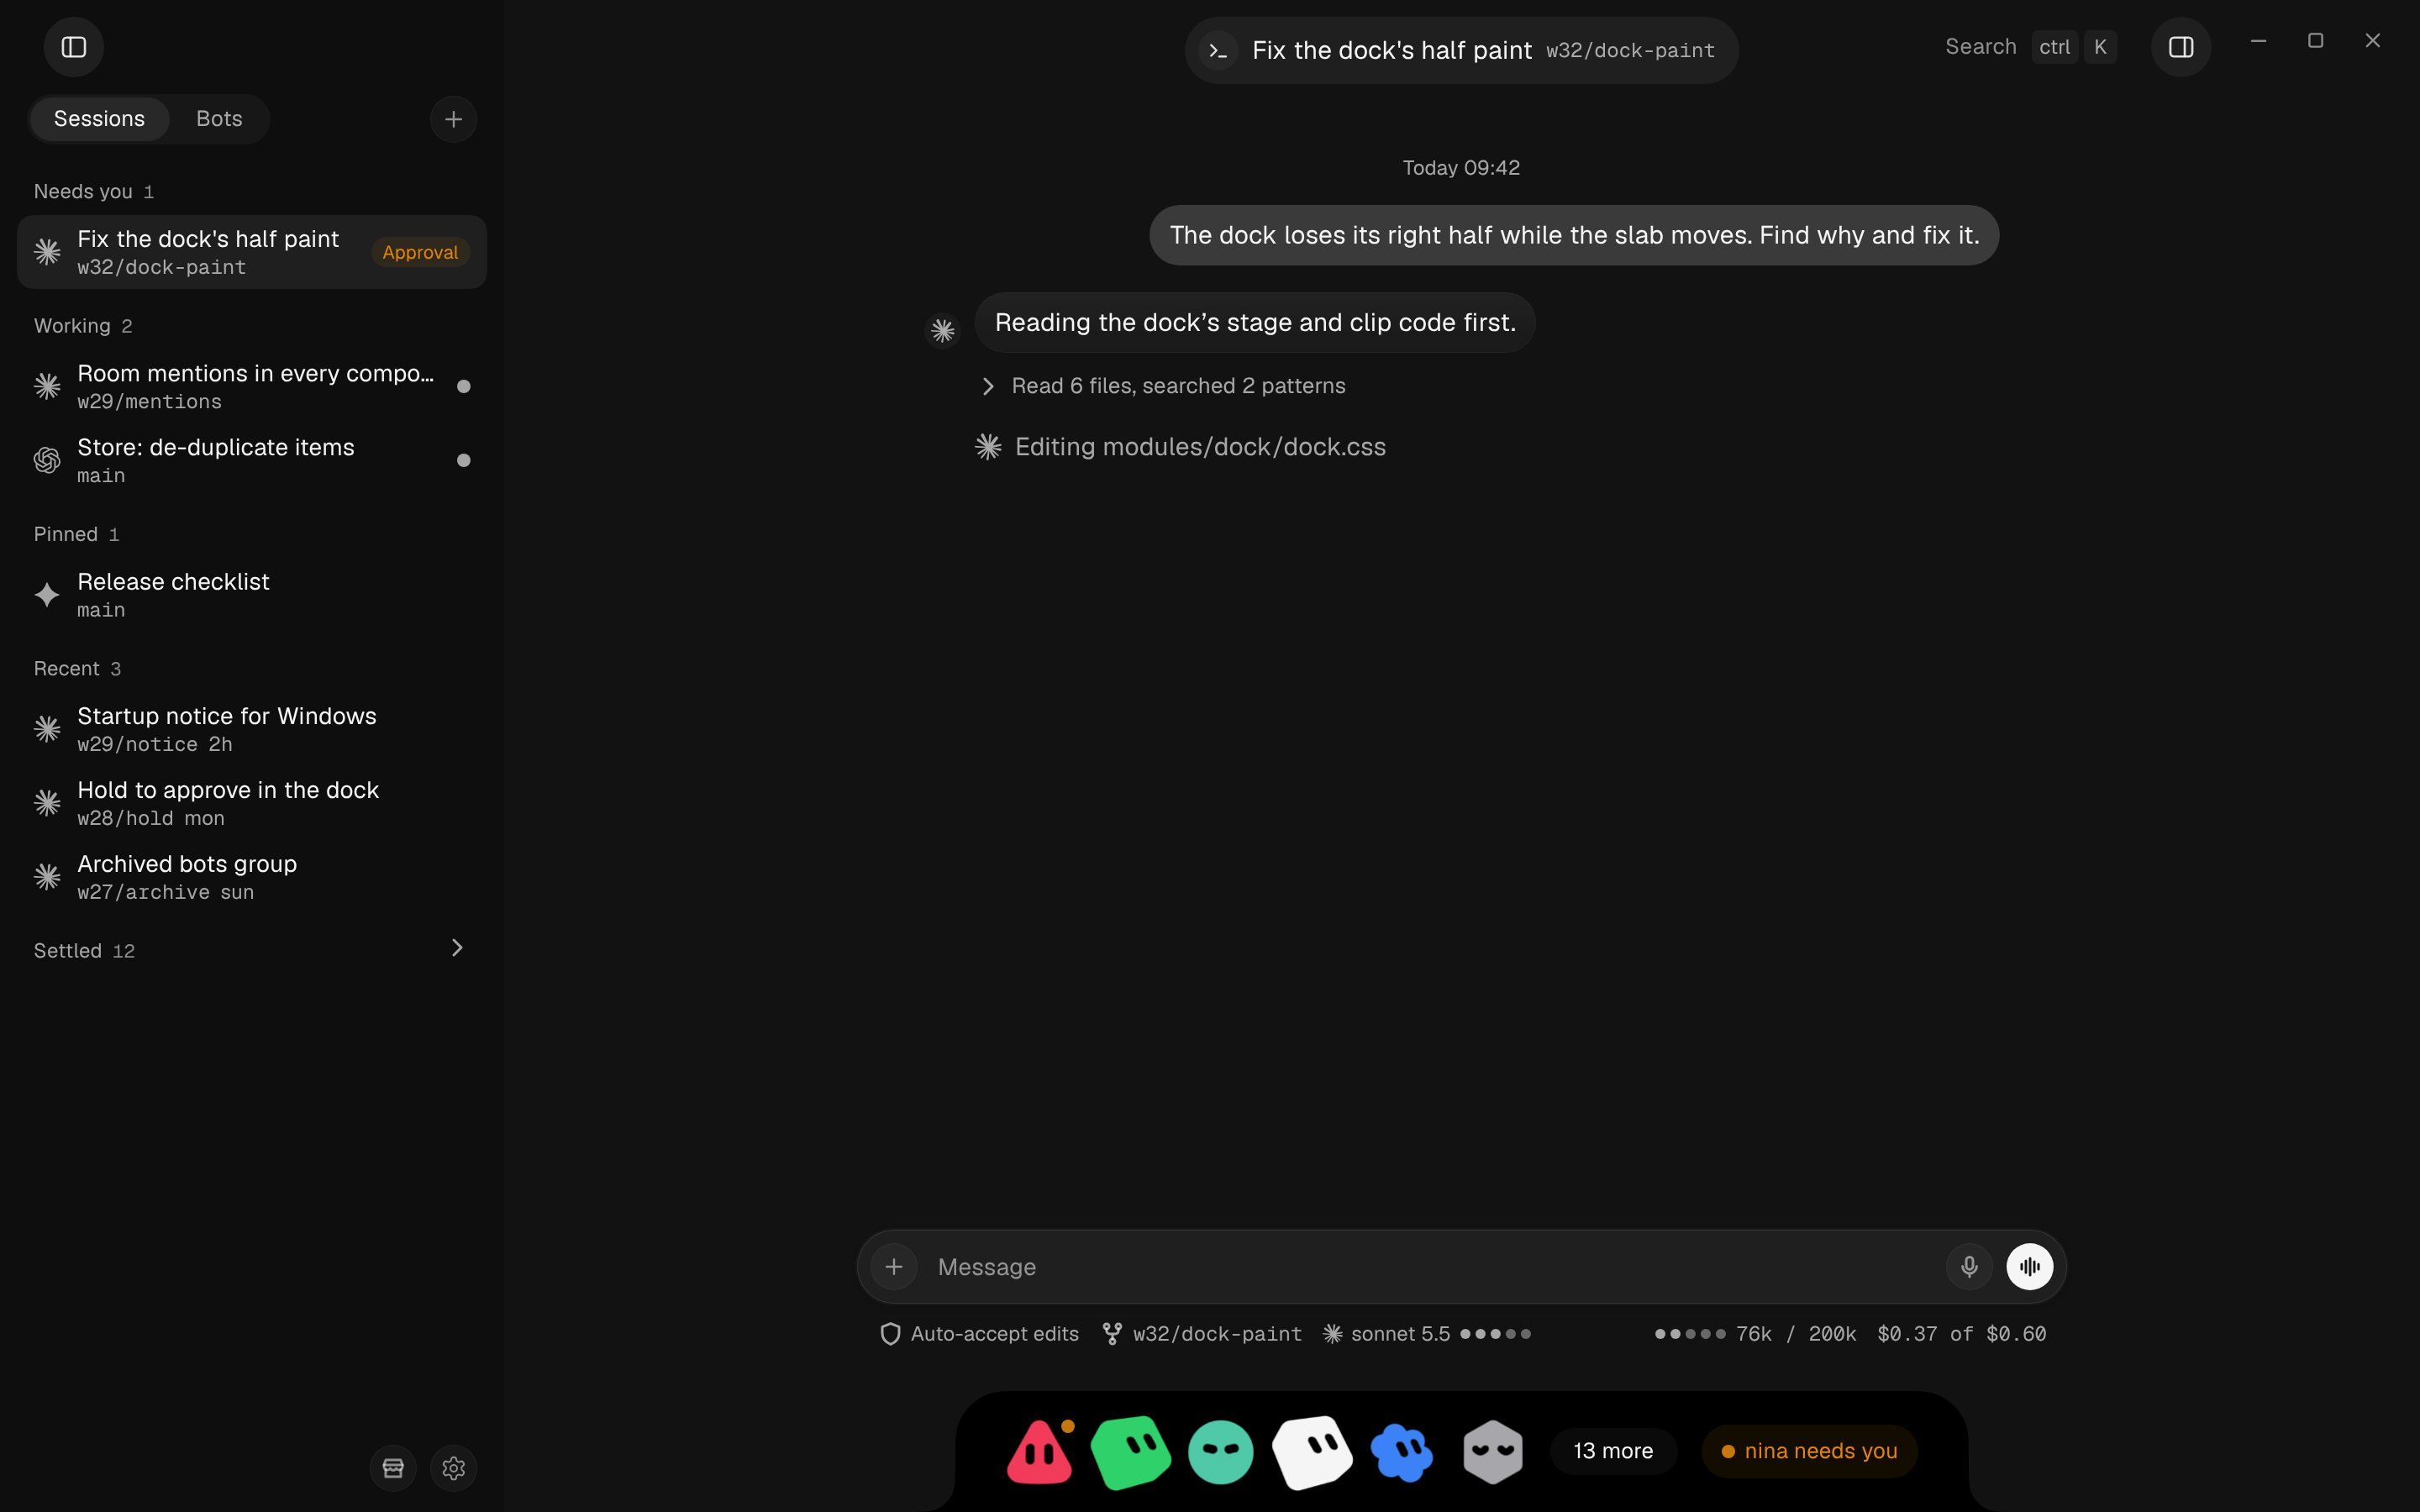 Fix the dock's half paint w32/dock-paint
Search ctrl K
Sessions Bots
Needs you 1
Fix the dock's half paint
w32/dock-paint
Approval
Working 2
Room mentions in every compo…
w29/mentions
Store: de-duplicate items
main
Pinned 1
Release checklist
main
Recent 3
Startup notice for Windows
w29/notice 2h
Hold to approve in the dock
w28/hold mon
Archived bots group
w27/archive sun
Settled 12
Today 09:42
The dock loses its right half while the slab moves. Find why and fix it.
Reading the dock’s stage and clip code first.
Read 6 files, searched 2 patterns
Editing modules/dock/dock.css
Message
Auto-accept edits w32/dock-paint sonnet 5.5 76k / 200k $0.37 of $0.60
13 more nina needs you